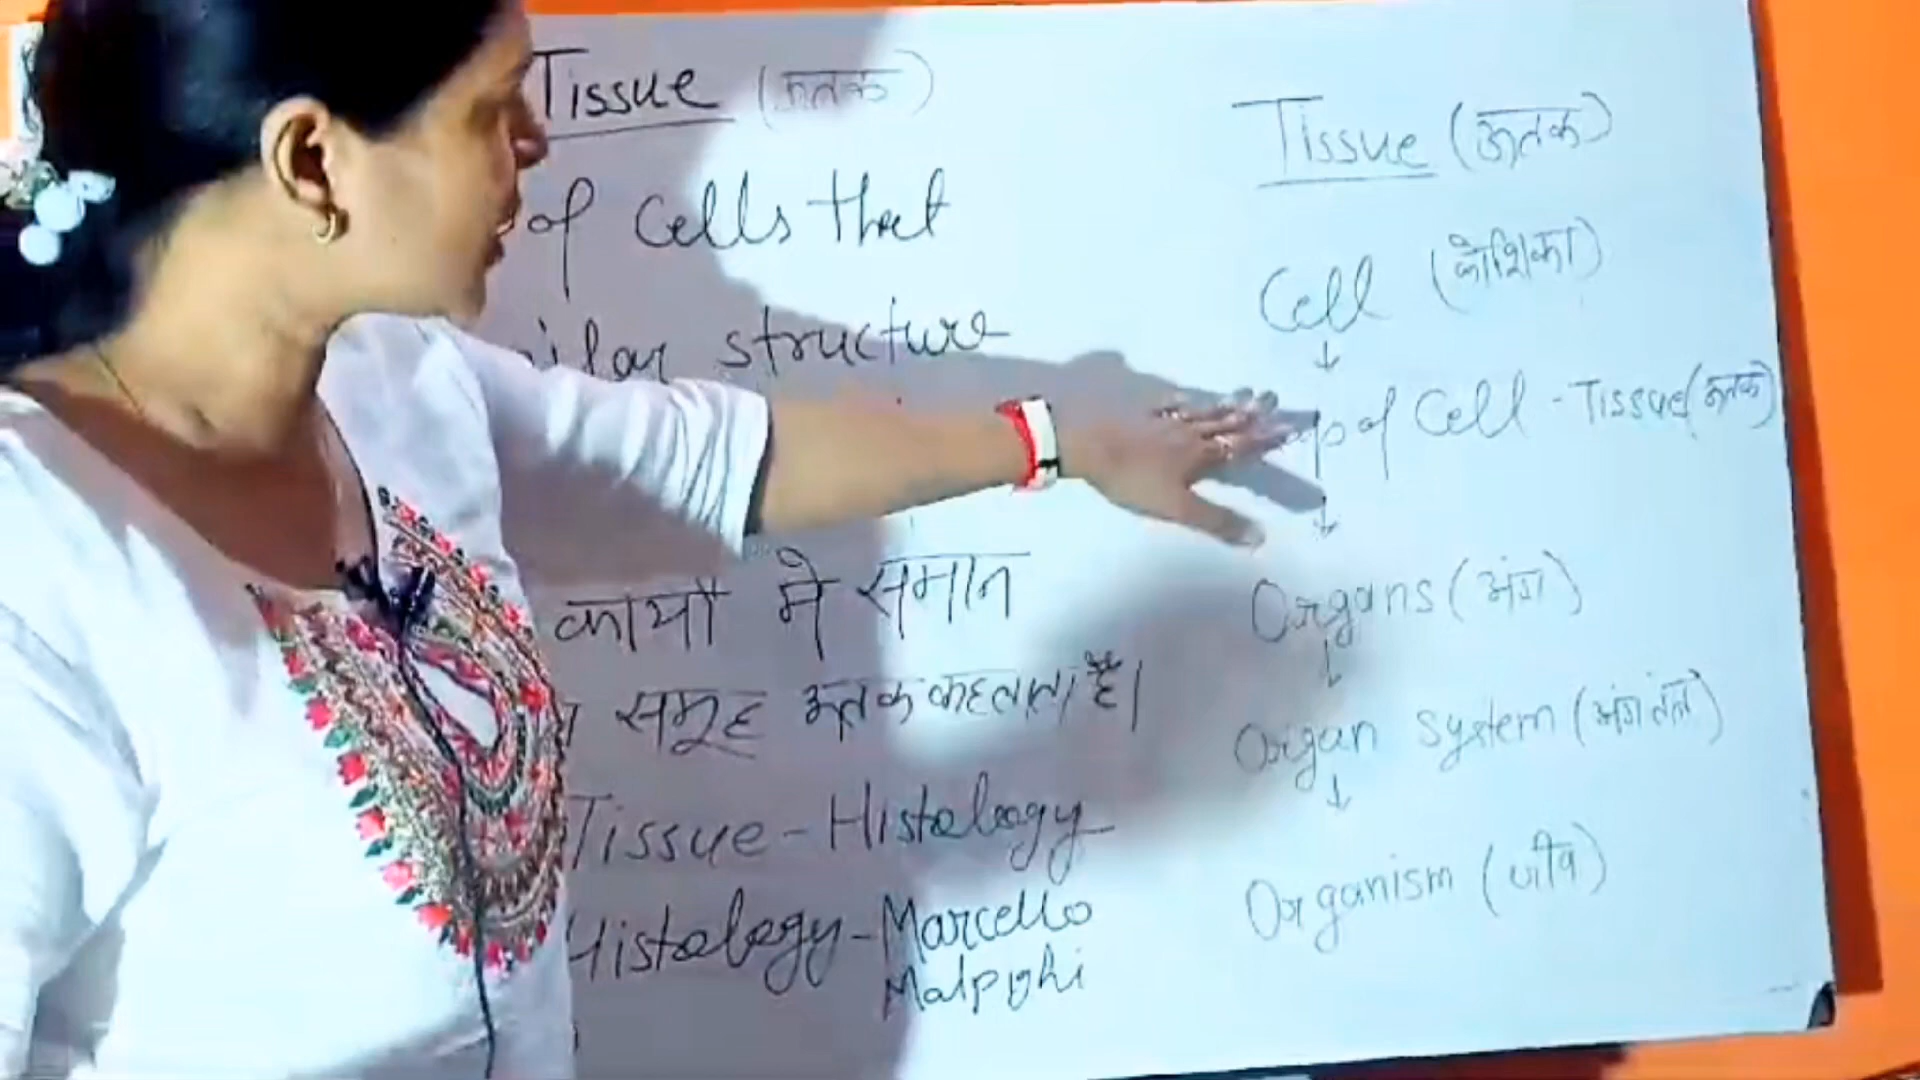 Tissue (ऊतक)
of cells that
structure
कार्यो मे समान
समूह ऊतक कहलाता है।
Tissue - Histology
Histology - Marcello
Malpighi
Tissue (ऊतक)
Cell (कोशिका)
↓
of Cell - Tissue (ऊतक)
↓
Organs (अंग)
↓
Organ system (अंग तंत्र)
↓
Organism (जीव)